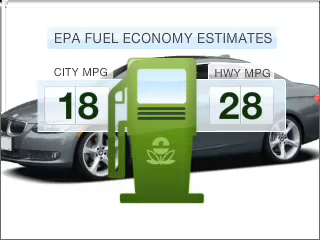 EPA FUEL ECONOMY ESTIMATES
CITY MPG
HWY MPG
18
28